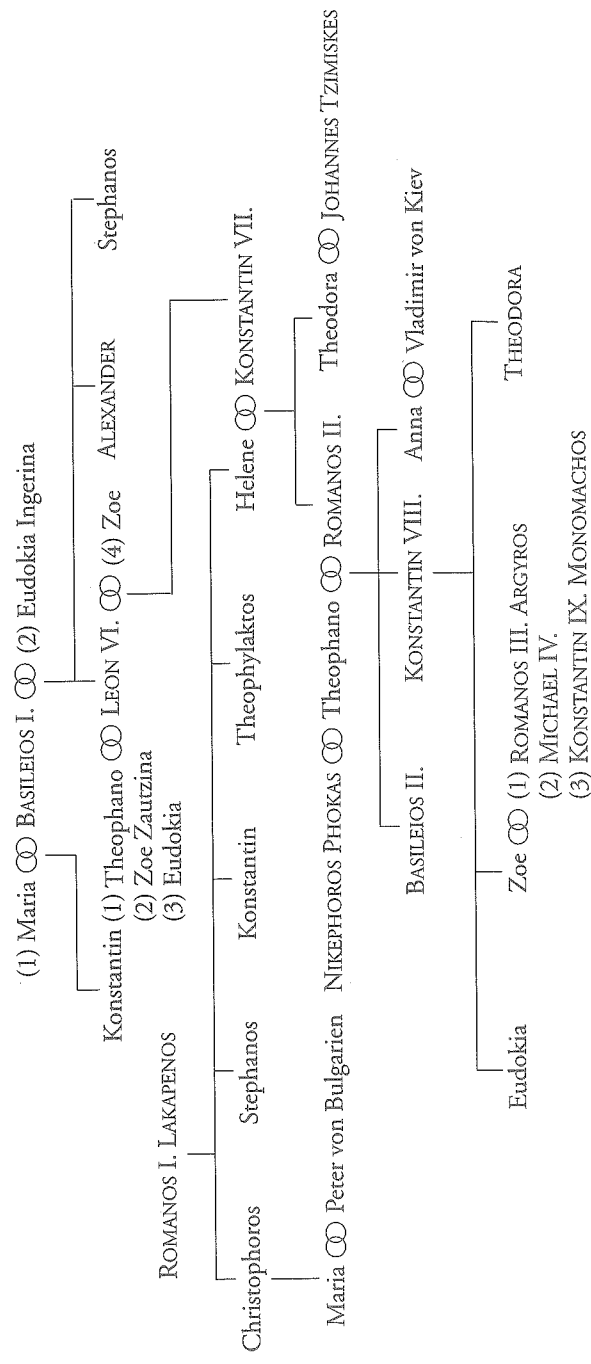 (1) Maria ⚭ BASILEIOS I. ⚭ (2) Eudokia Ingerina
Konstantin (1) Theophano ⚭ LEON VI. ⚭ (4) Zoe ALEXANDER Stephanos
(2) Zoe Zautzina
(3) Eudokia
ROMANOS I. LAKAPENOS
Christophoros Stephanos Konstantin Theophylaktos Helene ⚭ KONSTANTIN VII.
Maria ⚭ Peter von Bulgarien NIKEPHOROS PHOKAS ⚭ Theophano ⚭ ROMANOS II. Theodora ⚭ JOHANNES TZIMISKES
BASILEIOS II. KONSTANTIN VIII. Anna ⚭ Vladimir von Kiev
Eudokia Zoe ⚭ (1) ROMANOS III. ARGYROS THEODORA
(2) MICHAEL IV.
(3) KONSTANTIN IX. MONOMACHOS